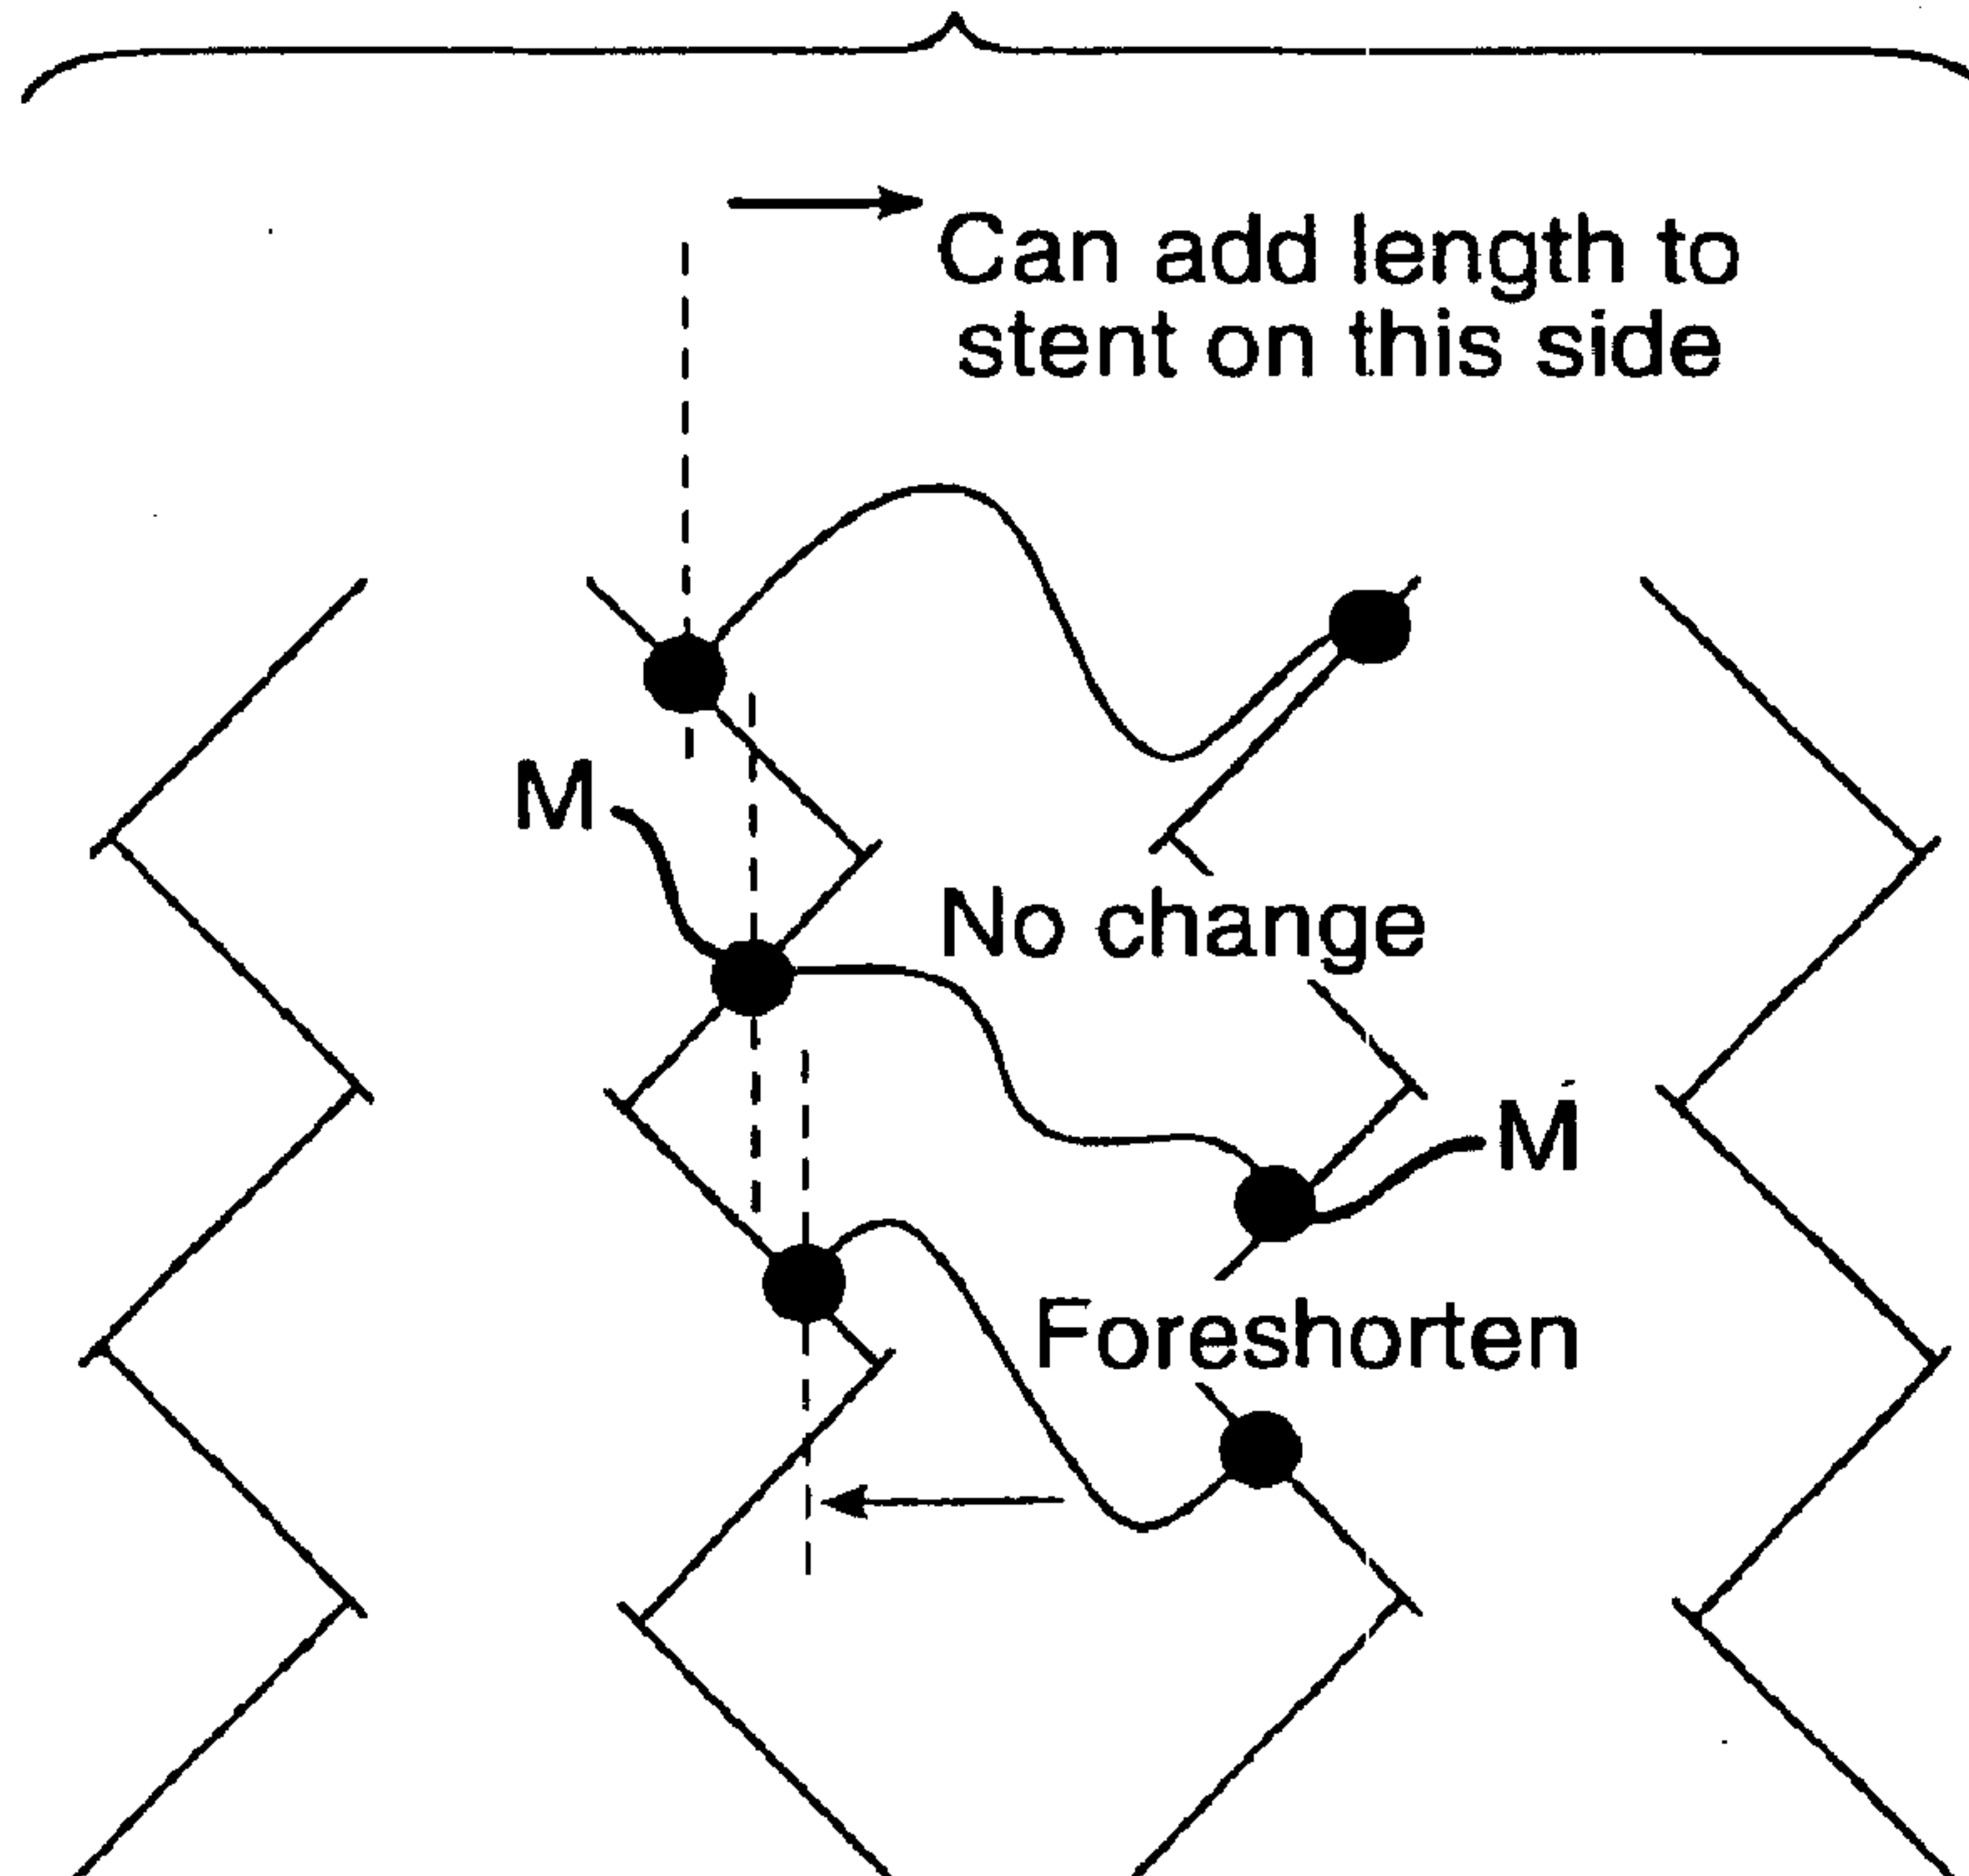 Can add length to
stent on this side
M
No change
M
Foreshorten